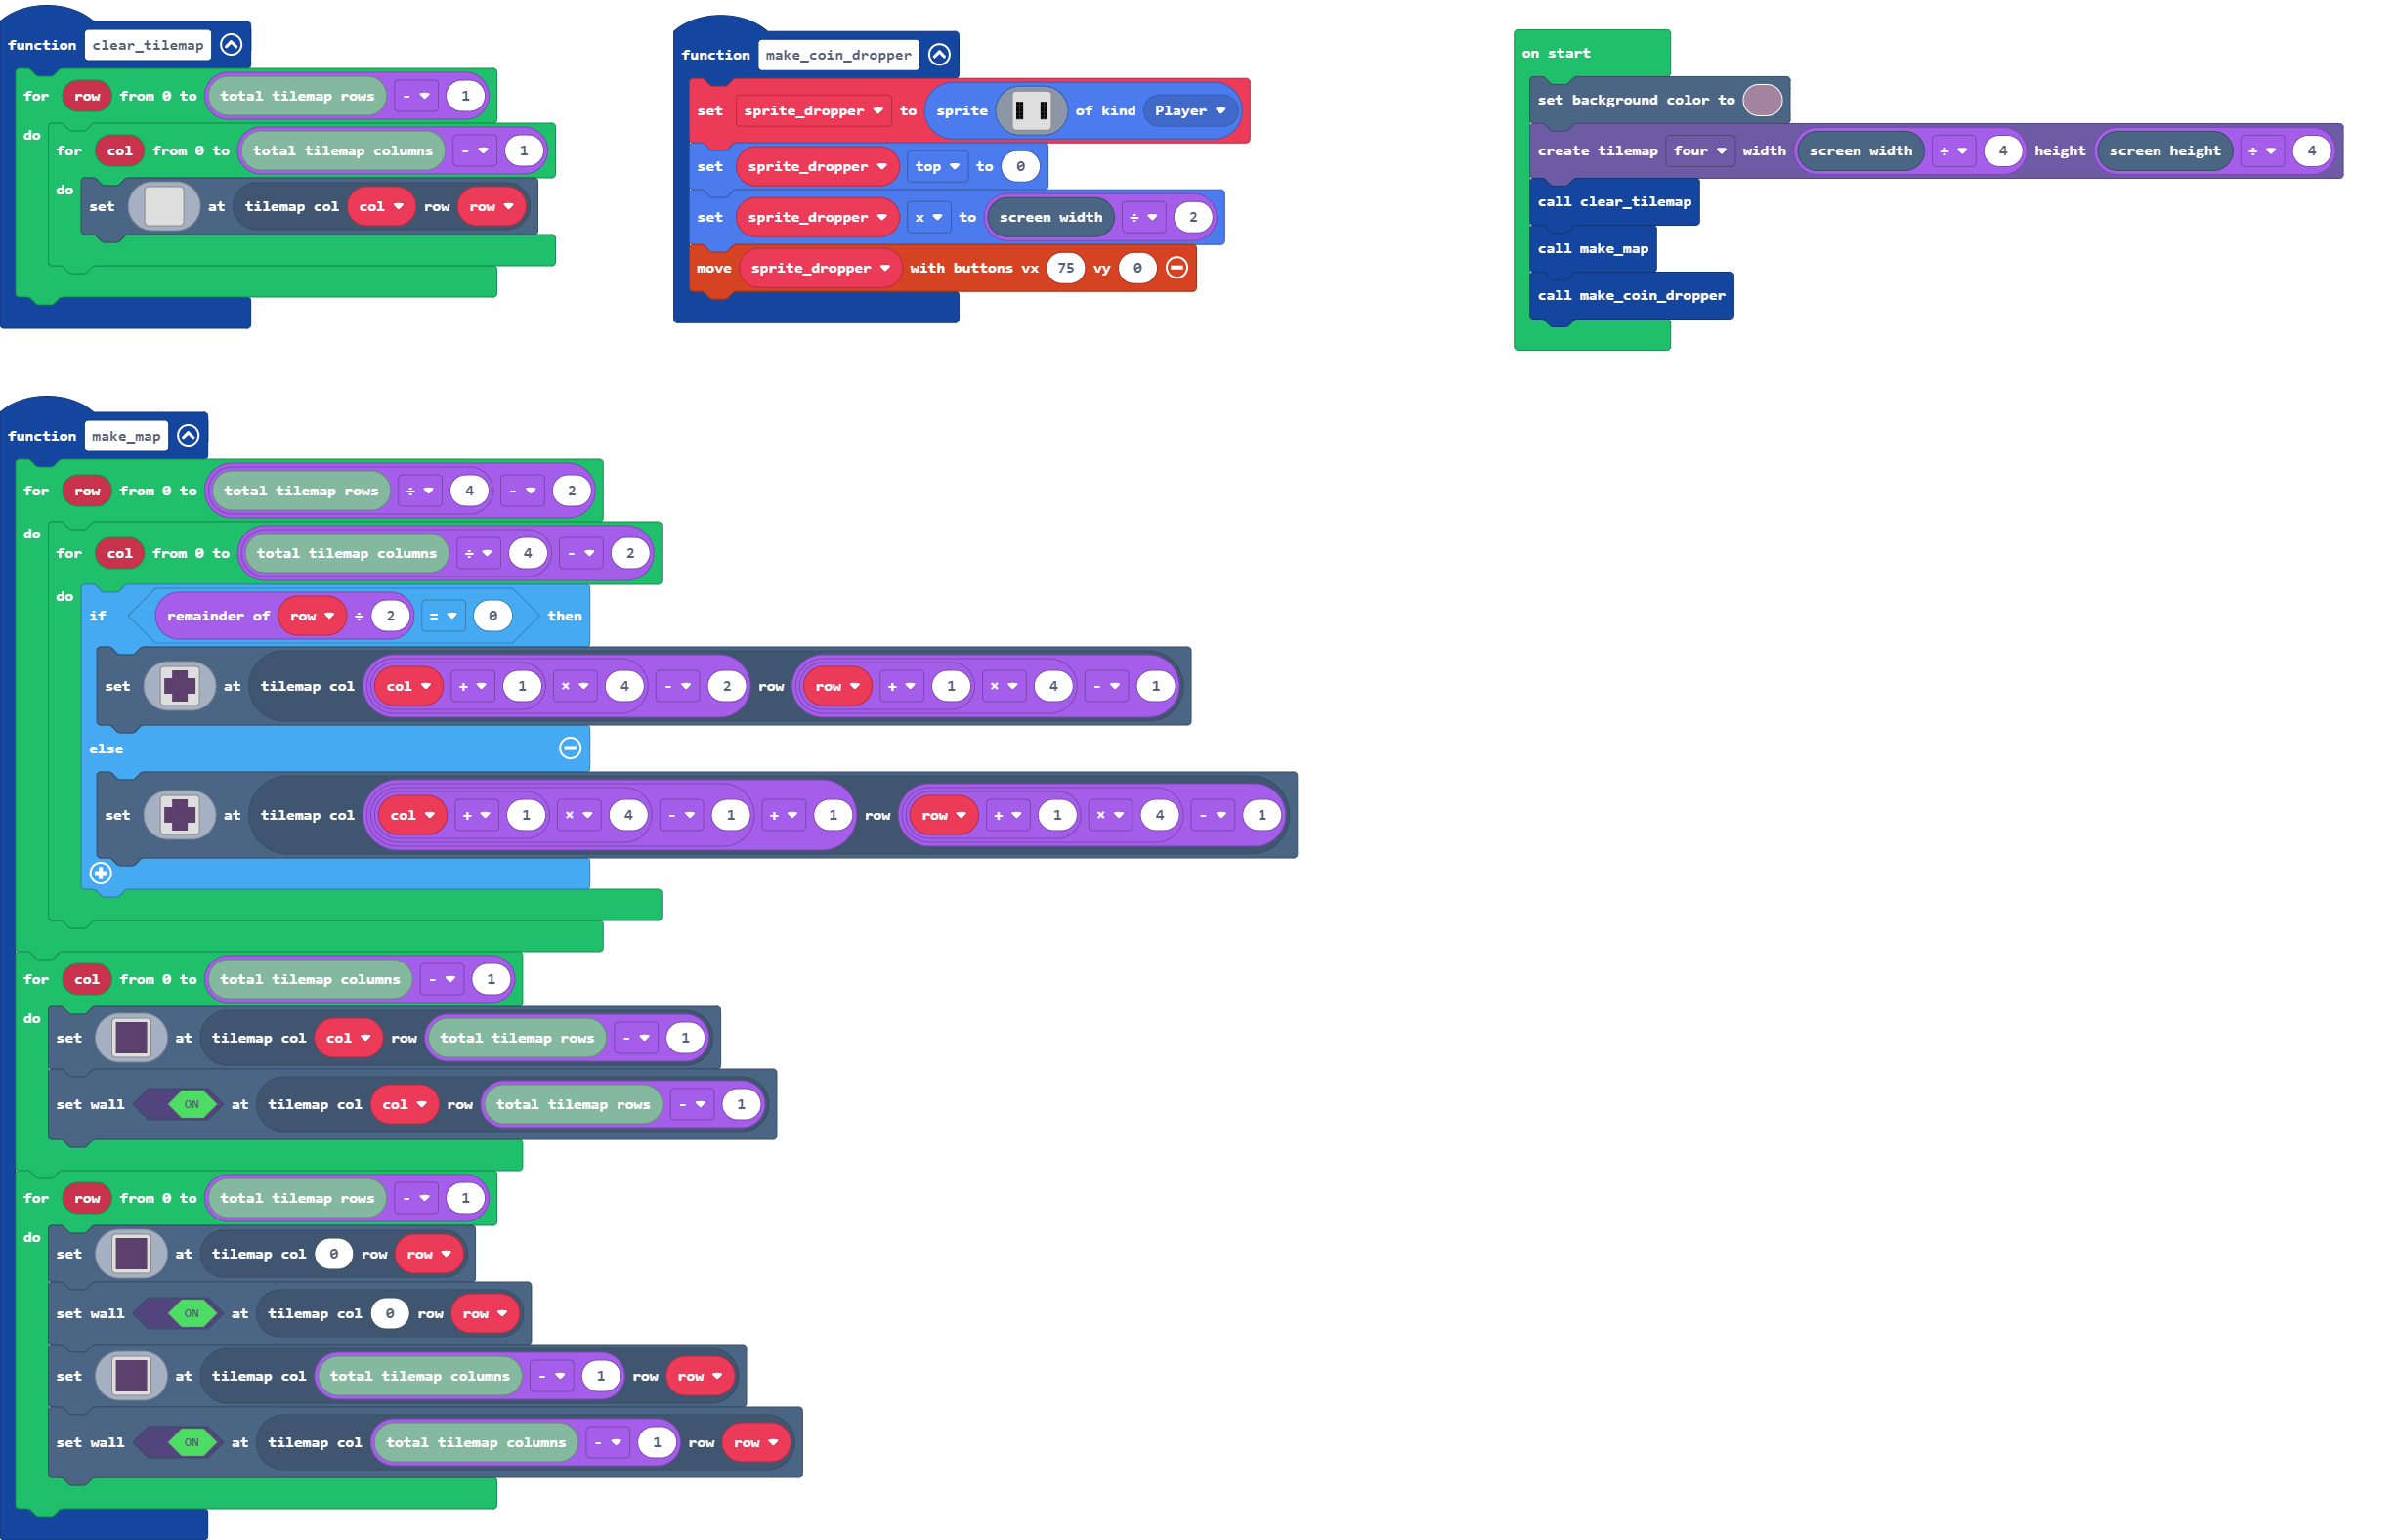 function clear_tilemap
for row from 0 to total tilemap rows - 1
do
for col from 0 to total tilemap columns - 1
do
set at tilemap col col row row
function make_coin_dropper
set sprite_dropper to sprite of kind Player
set sprite_dropper top to 0
set sprite_dropper x to screen width ÷ 2
move sprite_dropper with buttons vx 75 vy 0
on start
set background color to
create tilemap four width screen width ÷ 4 height screen height ÷ 4
call clear_tilemap
call make_map
call make_coin_dropper
function make_map
for row from 0 to total tilemap rows ÷ 4 - 2
do
for col from 0 to total tilemap columns ÷ 4 - 2
do
if remainder of row ÷ 2 = 0 then
set at tilemap col col + 1 × 4 - 2 row row + 1 × 4 - 1
else
set at tilemap col col + 1 × 4 - 1 + 1 row row + 1 × 4 - 1
for col from 0 to total tilemap columns - 1
do
set at tilemap col col row total tilemap rows - 1
set wall ON at tilemap col col row total tilemap rows - 1
for row from 0 to total tilemap rows - 1
do
set at tilemap col 0 row row
set wall ON at tilemap col 0 row row
set at tilemap col total tilemap columns - 1 row row
set wall ON at tilemap col total tilemap columns - 1 row row